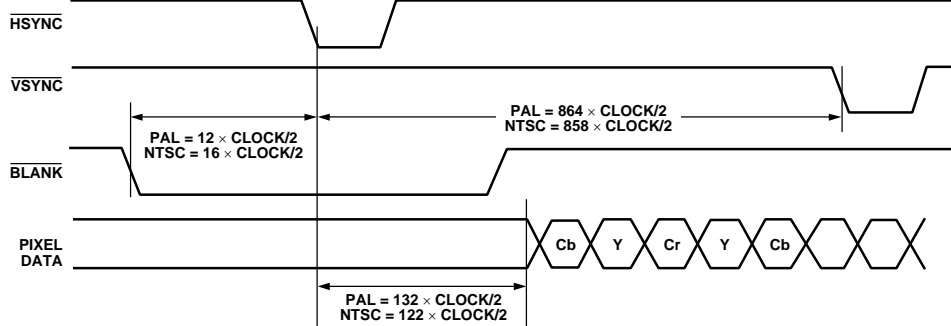 HSYNC
VSYNC
PAL = 864 × CLOCK/2
NTSC = 858 × CLOCK/2
PAL = 12 × CLOCK/2
NTSC = 16 × CLOCK/2
BLANK
PIXEL
DATA
Cb Y Cr Y Cb
PAL = 132 × CLOCK/2
NTSC = 122 × CLOCK/2